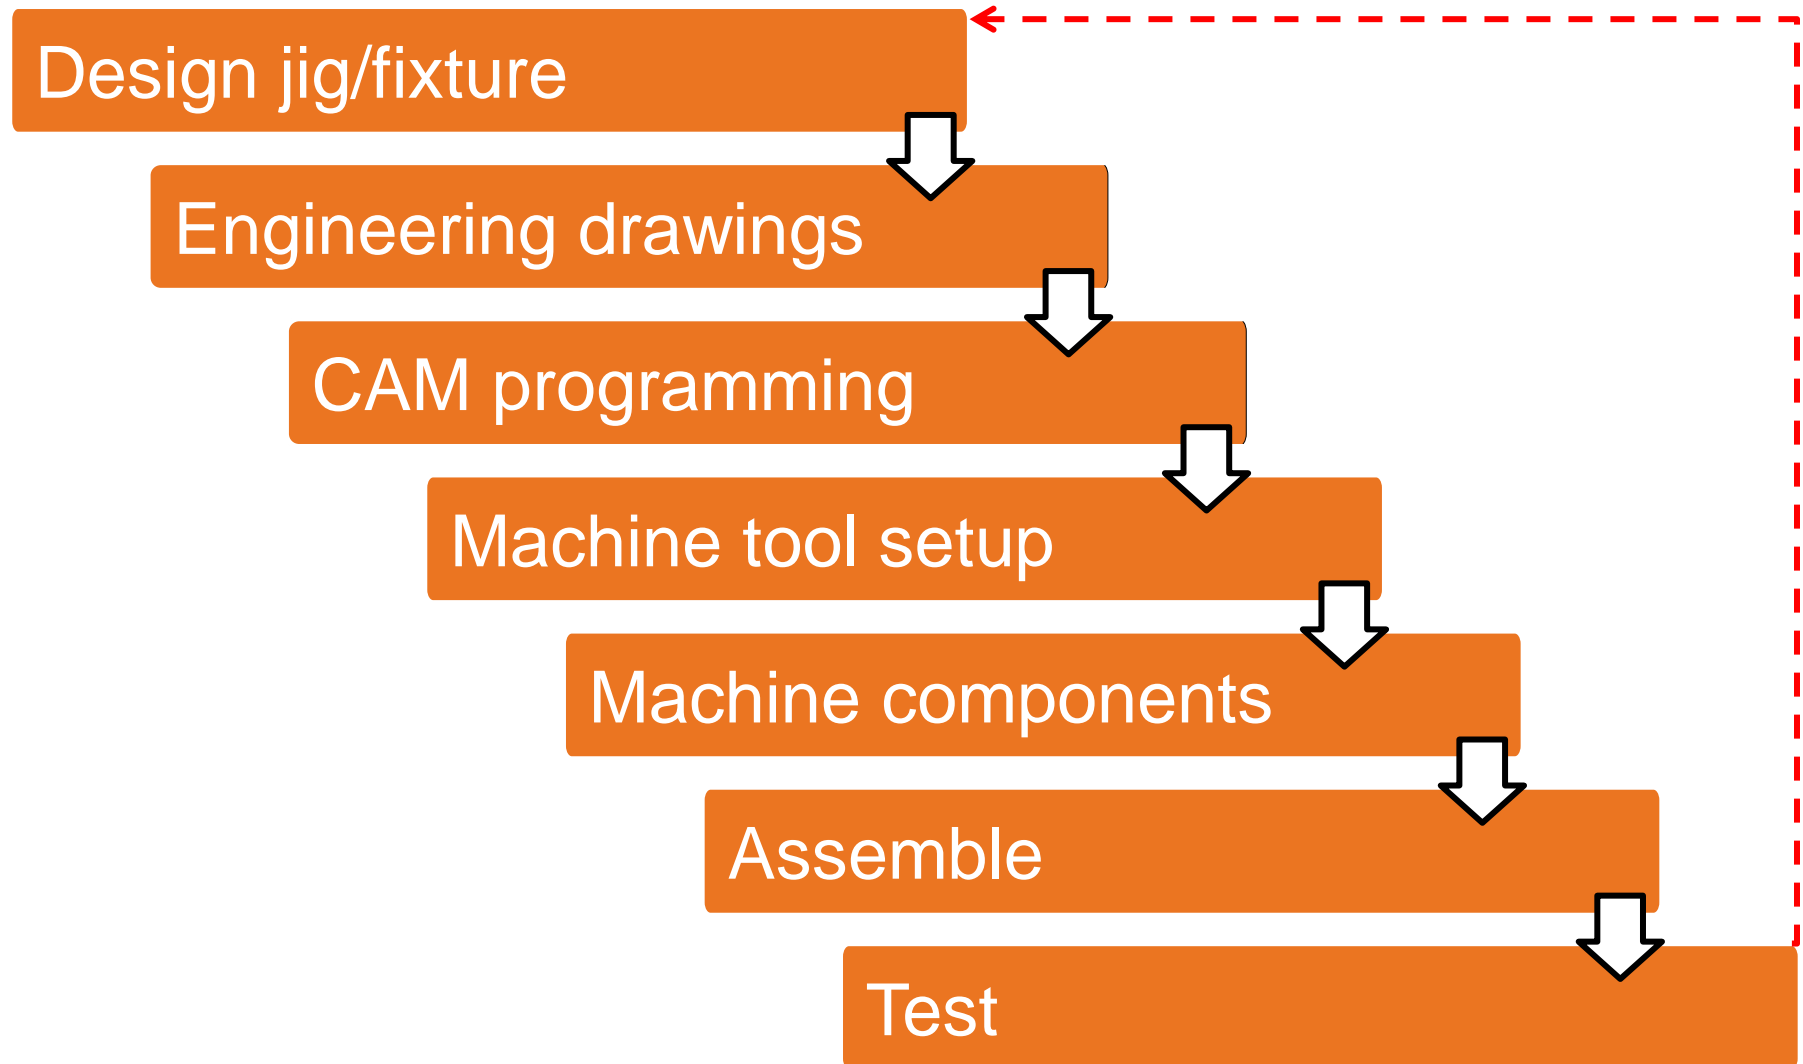 Design jig/fixture
Engineering drawings
CAM programming
Machine tool setup
Machine components
Assemble
Test